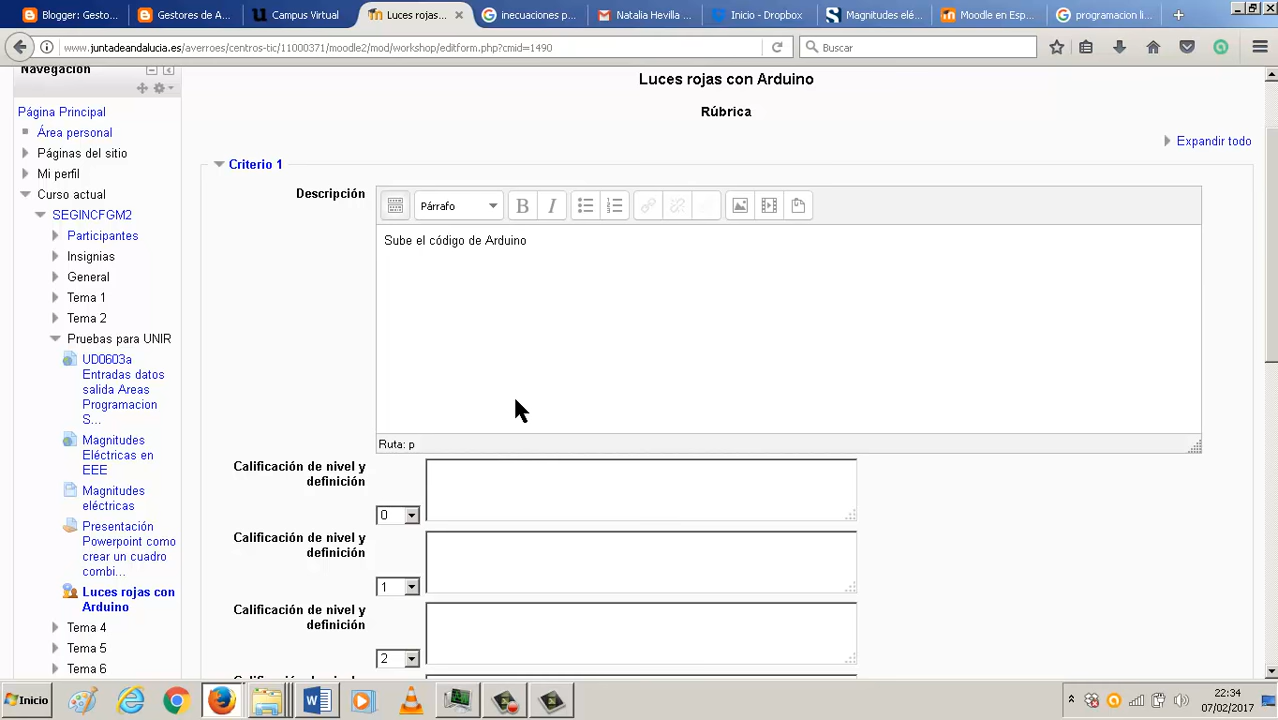 Blogger: Gest
Gestores de A
Campus Virtual
Luces rojas...
inecuaciones p...
Natalia Hevilla ...
Inicio - Dropbox
Magnitudes elé...
Moodle en Esp...
programacion li...
www.juntadeandalucia.es/averroes/centros-tic/11000371/moodle2/mod/workshop/editform.php?cmid=1490
Buscar
Navegación
Página Principal
Área personal
Páginas del sitio
Mi perfil
Curso actual
SEGINCFGM2
Participantes
Insignias
General
Tema 1
Tema 2
Pruebas para UNIR
UD0603a
Entradas datos
salida Areas
Programacion
S...
Magnitudes
Eléctricas en
EEE
Magnitudes
eléctricas
Presentación
Powerpoint como
crear un cuadro
combi...
Luces rojas con
Arduino
Tema 4
Tema 5
Tema 6
Luces rojas con Arduino
Rúbrica
Expandir todo
Criterio 1
Descripción
Párrafo
B I
Sube el código de Arduino
Ruta: p
Calificación de nivel y
definición
0
Calificación de nivel y
definición
1
Calificación de nivel y
definición
2
Inicio
22:34
07/02/2017